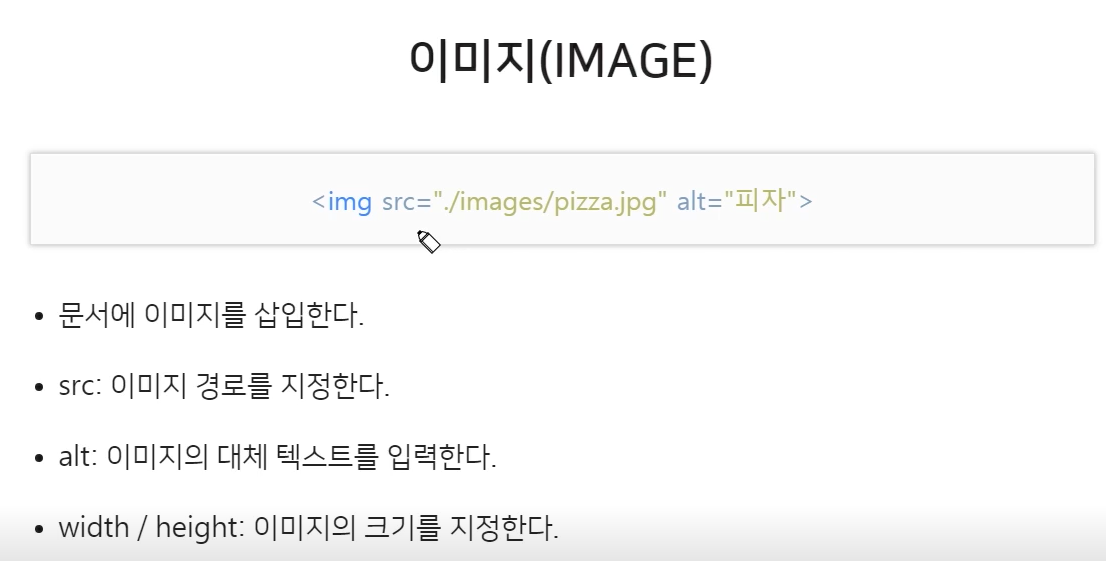 이미지(IMAGE)
<img src="./images/pizza.jpg" alt="피자">
• 문서에 이미지를 삽입한다.
• src: 이미지 경로를 지정한다.
• alt: 이미지의 대체 텍스트를 입력한다.
• width / height: 이미지의 크기를 지정한다.